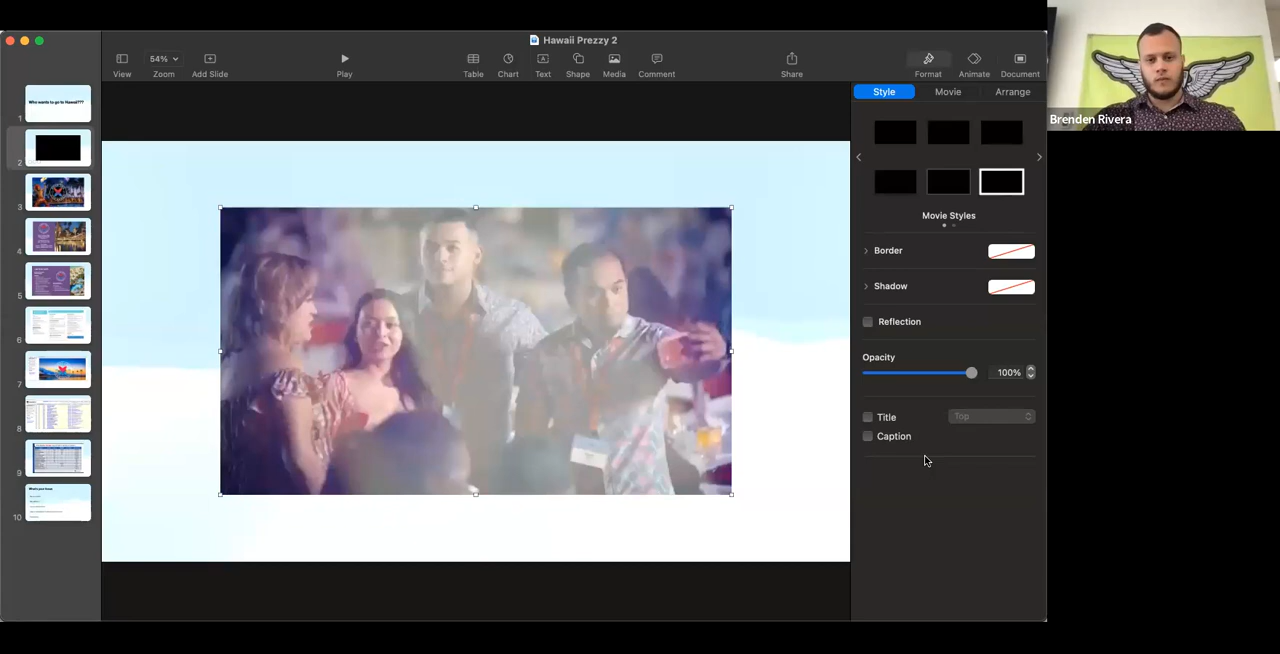 Hawaii Prezzy 2
54%
View
Zoom
Add Slide
Play
Table
Chart
Text
Shape
Media
Comment
Share
Format
Animate
Document
Style
Movie
Arrange
Who wants to go to Hawaii???
1
2
3
4
5
6
7
8
9
10
Movie Styles
Border
Shadow
Reflection
Opacity
100%
Title
Top
Caption
Brenden Rivera